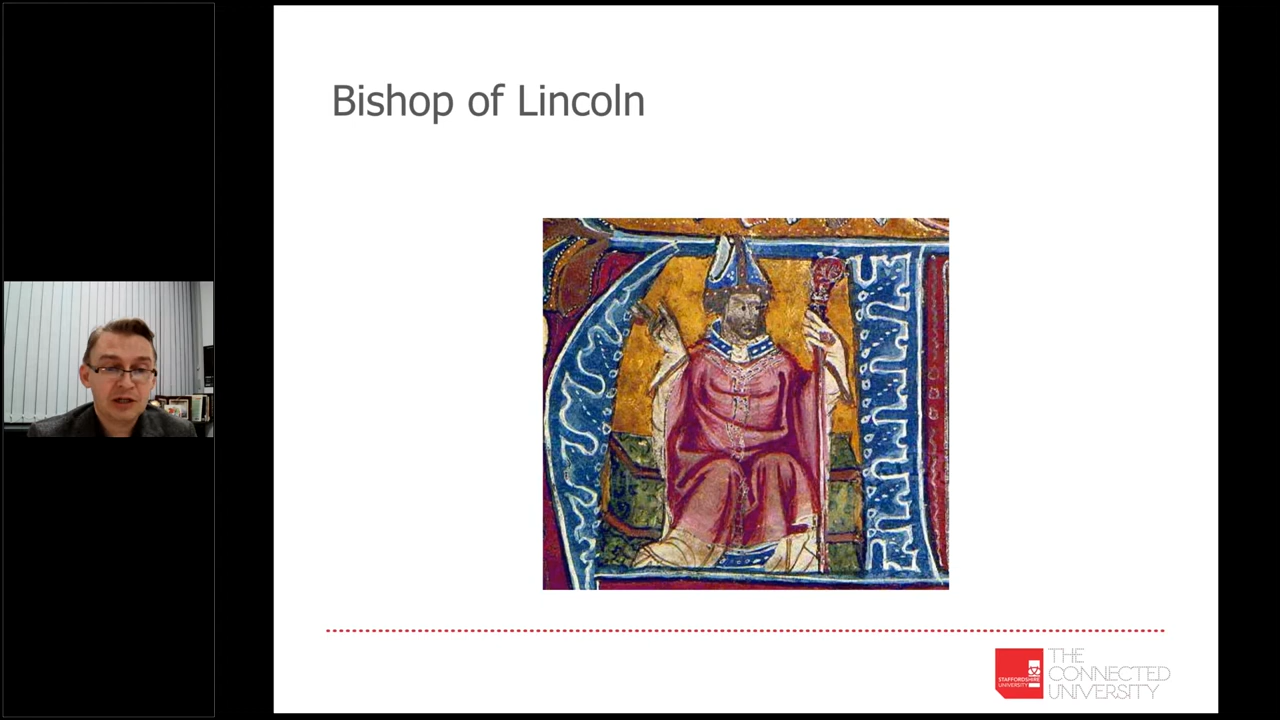 Bishop of Lincoln
STAFFORDSHIRE
UNIVERSITY
THE
CONNECTED
UNIVERSITY